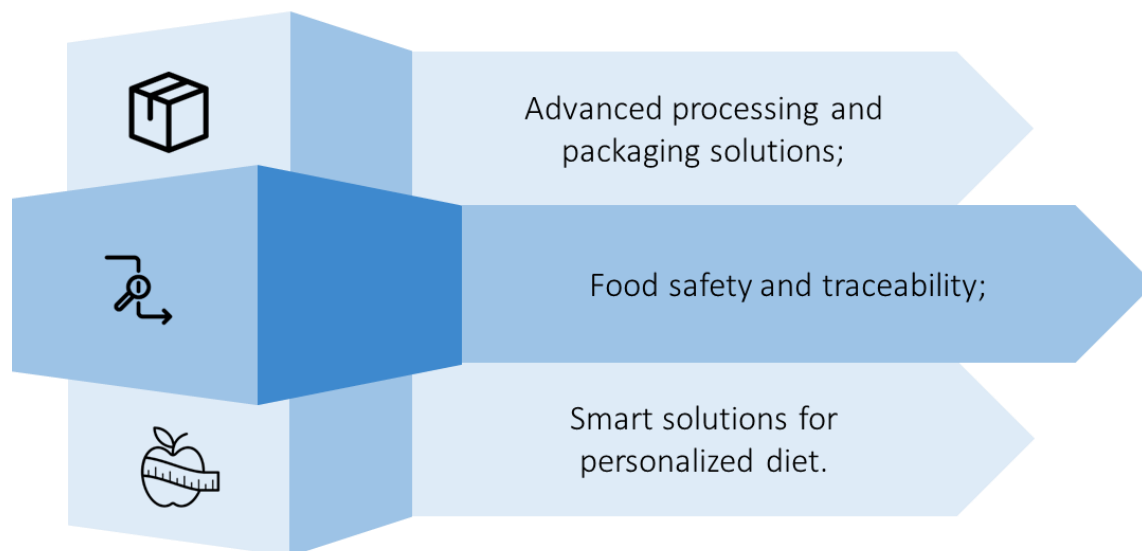 Advanced processing and
packaging solutions;
Food safety and traceability;
Smart solutions for
personalized diet.